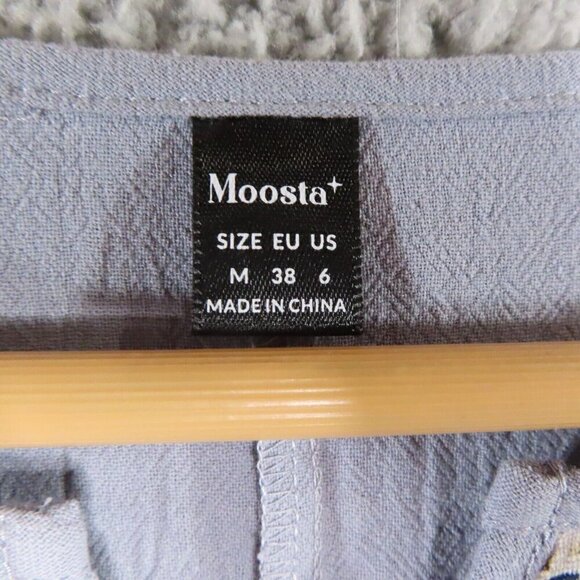 Moosta
SIZE EU US
M 38 6
MADE IN CHINA